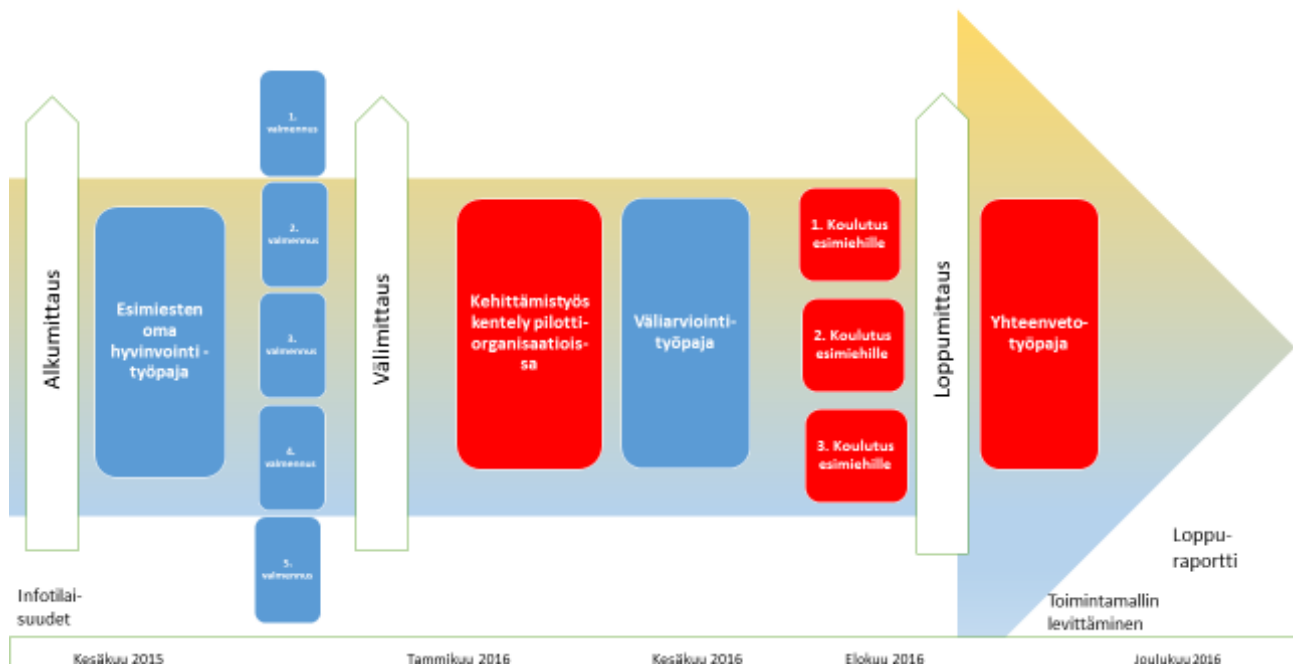 Alkumittaus
Esimiesten
oma
hyvinvointi -
työpaja
1.
valmennus
2.
valmennus
3.
valmennus
4.
valmennus
5.
valmennus
Välimittaus
Kehittämistyös
kentely pilotti-
organisaatiois-
sa
Väliarviointi-
työpaja
1. Koulutus
esimiehille
2. Koulutus
esimiehille
3. Koulutus
esimiehille
Loppumittaus
Yhteenveto-
työpaja
Loppu-
raportti
Infotilai-
suudet
Toimintamallin
levittäminen
Kesäkuu 2015
Tammikuu 2016
Kesäkuu 2016
Elokuu 2016
Joulukuu 2016